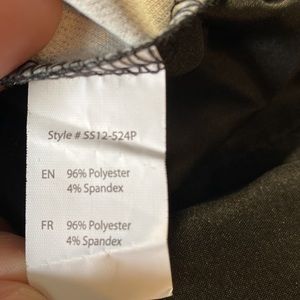 Style # SS12-524P
EN 96% Polyester
4% Spandex
FR 96% Polyester
4% Spandex